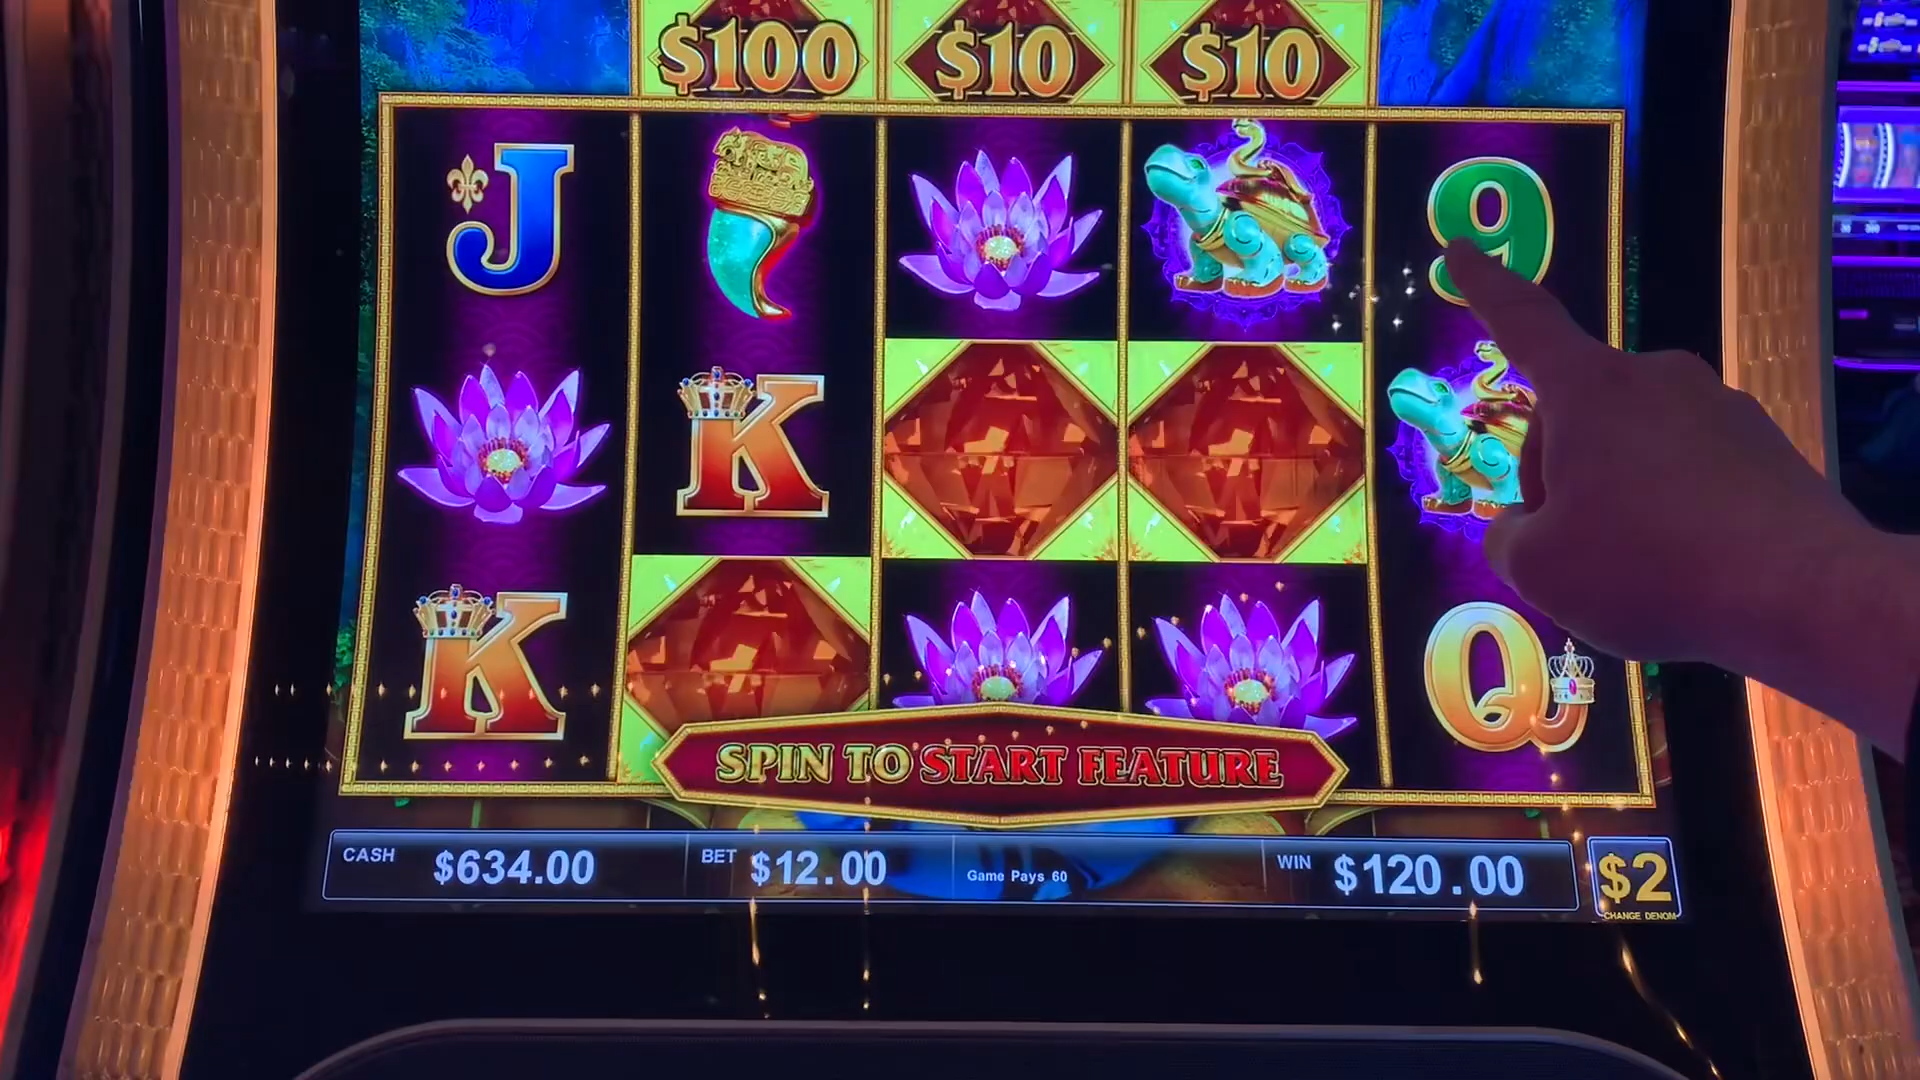 $100 $10 $10
J 9
K
K Q
SPIN TO START FEATURE
CASH $634.00 BET $12.00 Game Pays 60 WIN $120.00 $2
CHANGE DENOM